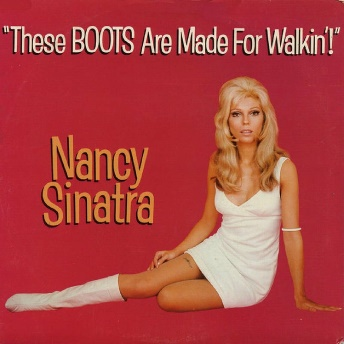 "These BOOTS Are Made For Walkin'!"
Nancy
Sinatra